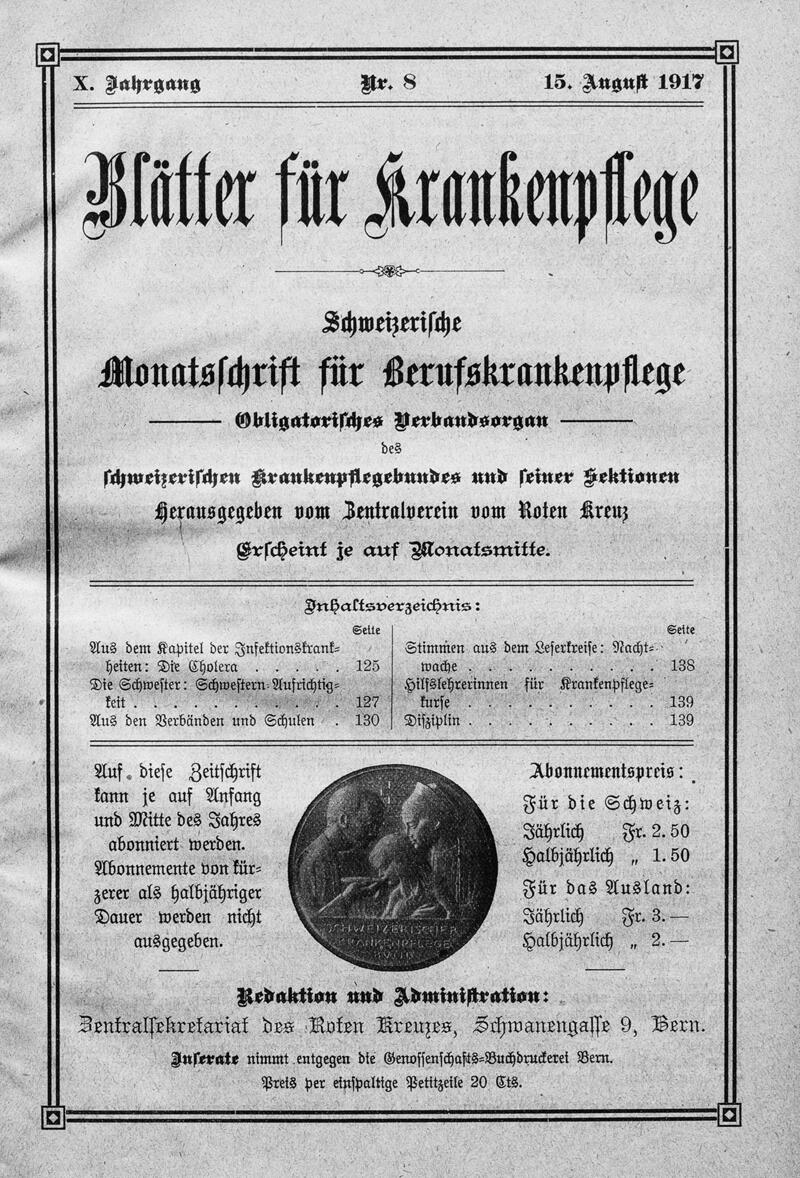 X. Jahrgang Nr. 8 15. August 1917
Blätter für Krankenpflege
Schweizerische
Monatsschrift für Berufskrankenpflege
Obligatorisches Verbandsorgan
des
schweizerischen Krankenpflegebundes und seiner Sektionen
Herausgegeben vom Zentralverein vom Roten Kreuz
Erscheint je auf Monatsmitte.
Inhaltsverzeichnis:
Seite
Aus dem Kapitel der Infektionskrank-
heiten: Die Cholera . . . . . 125
Die Schwester: Schwestern-Aufrichtig-
keit . . . . . . . . . . . 127
Aus den Verbänden und Schulen . 130
Seite
Stimmen aus dem Leserkreise: Nacht-
wache . . . . . . . . . . 138
Hilfslehrerinnen für Krankenpflege-
kurse . . . . . . . . . . 139
Disziplin . . . . . . . . . . 139
Auf diese Zeitschrift
kann je auf Anfang
und Mitte des Jahres
abonniert werden.
Abonnemente von kür-
zerer als halbjähriger
Dauer werden nicht
ausgegeben.
SCHWEIZERISCHER
KRANKENPFLEGE
BUND
Abonnementspreis:
Für die Schweiz:
Jährlich Fr. 2. 50
Halbjährlich „ 1. 50
Für das Ausland:
Jährlich Fr. 3. —
Halbjährlich „ 2. —
Redaktion und Administration:
Zentralsekretariat des Roten Kreuzes, Schwanengasse 9, Bern.
Inserate nimmt entgegen die Genossenschafts-Buchdruckerei Bern.
Preis per einspaltige Petitzeile 20 Cts.